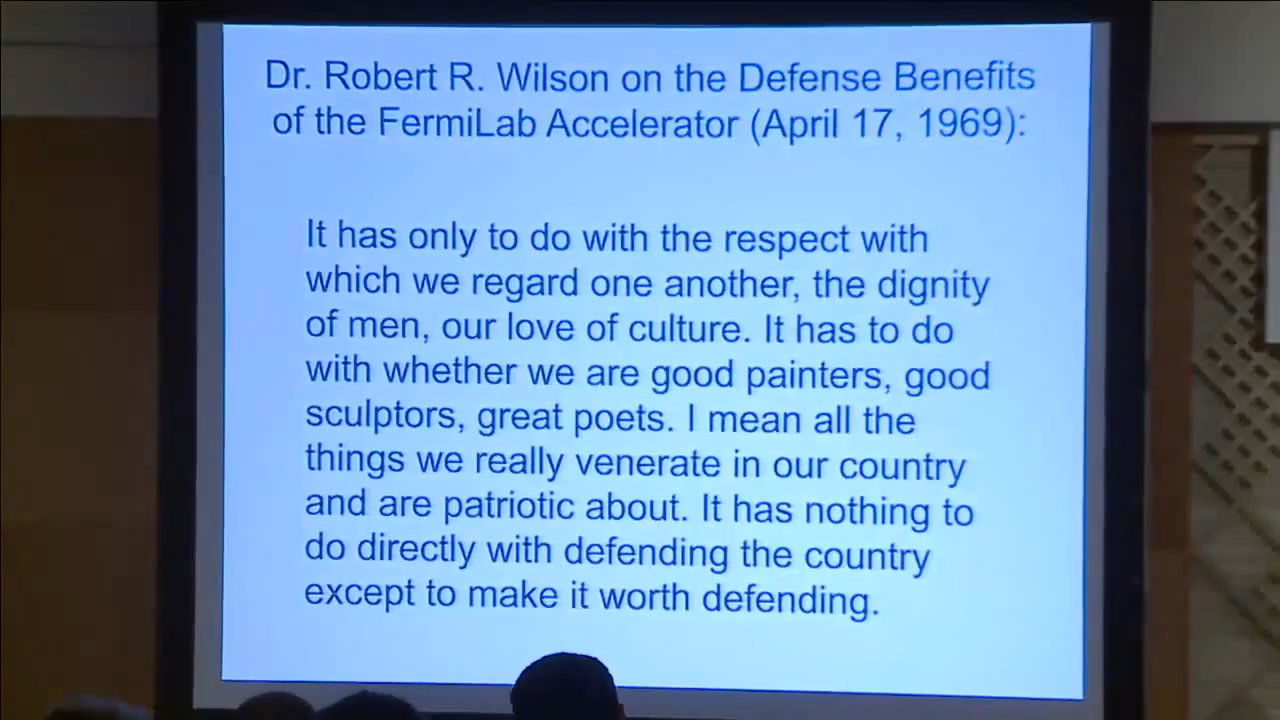 Dr. Robert R. Wilson on the Defense Benefits
of the FermiLab Accelerator (April 17, 1969):
It has only to do with the respect with
which we regard one another, the dignity
of men, our love of culture. It has to do
with whether we are good painters, good
sculptors, great poets. I mean all the
things we really venerate in our country
and are patriotic about. It has nothing to
do directly with defending the country
except to make it worth defending.